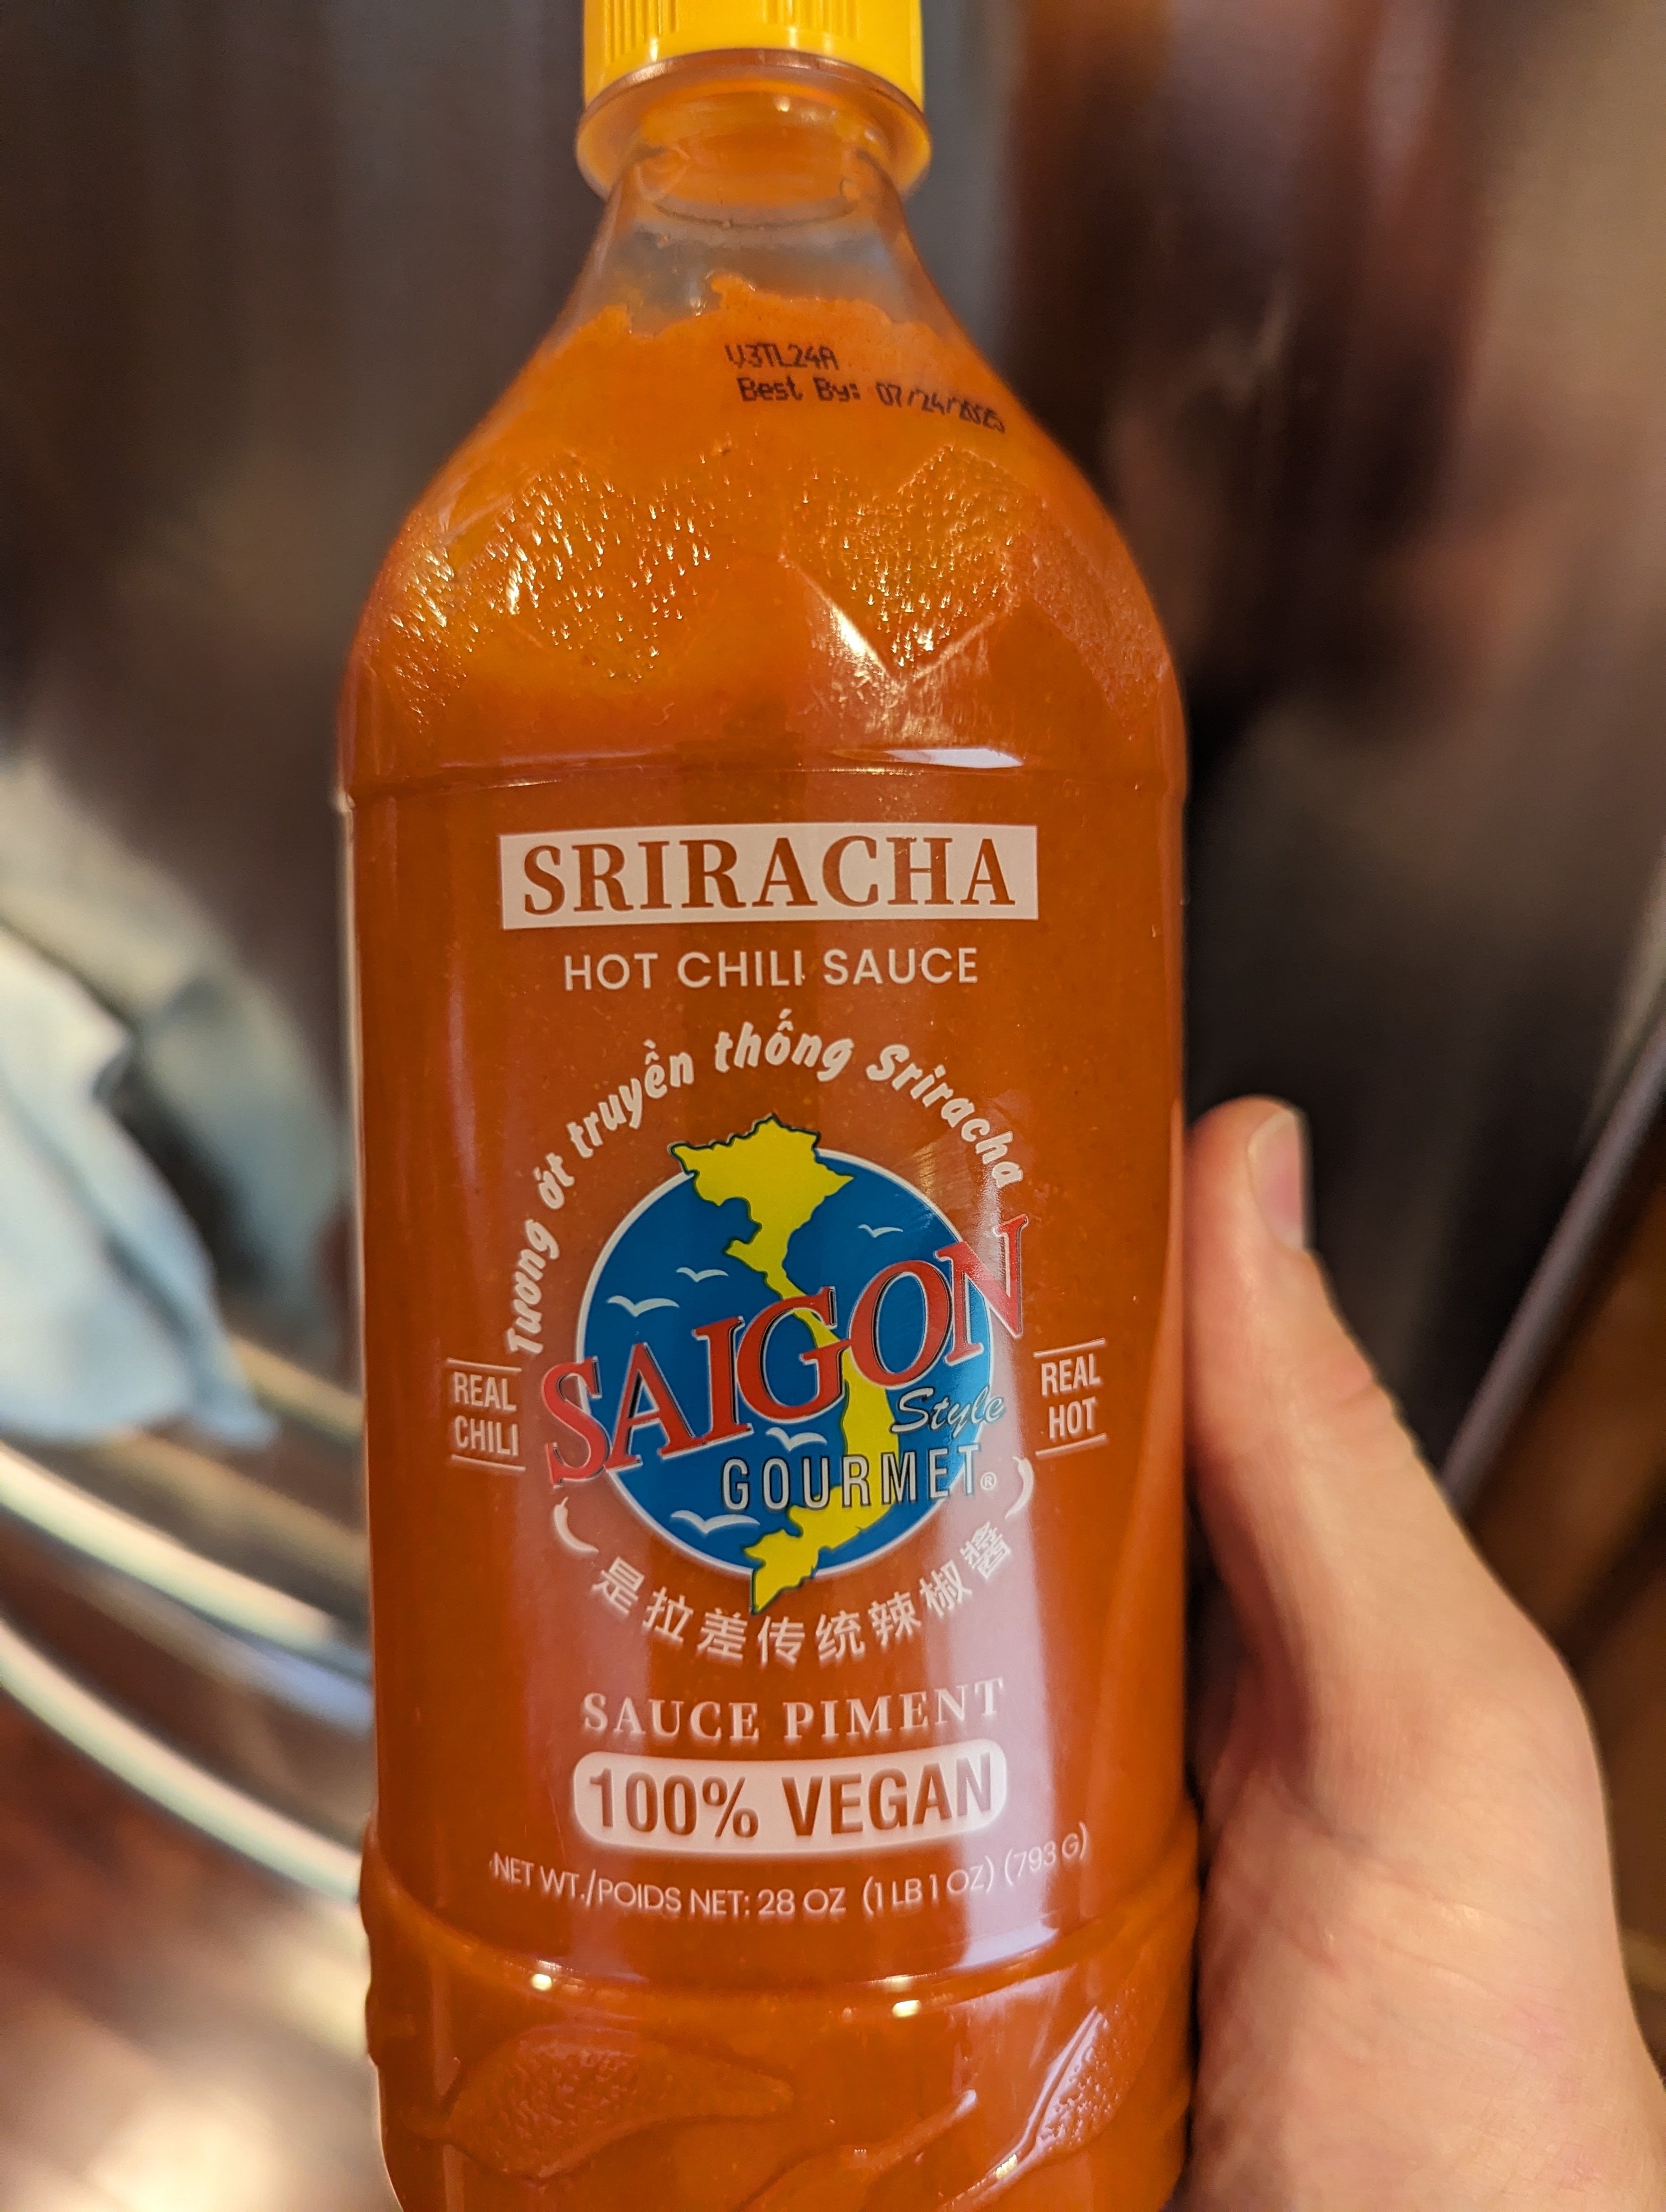 V3TL24A
Best By: 07/24/2025
SRIRACHA
HOT CHILI SAUCE
Tương ớt truyền thống Sriracha
SAIGON
Style
GOURMET®
REAL
CHILI
REAL
HOT
是拉差传统辣椒醬
SAUCE PIMENT
100% VEGAN
NET WT./POIDS NET: 28 OZ (1 LB 1 OZ) (793 G)